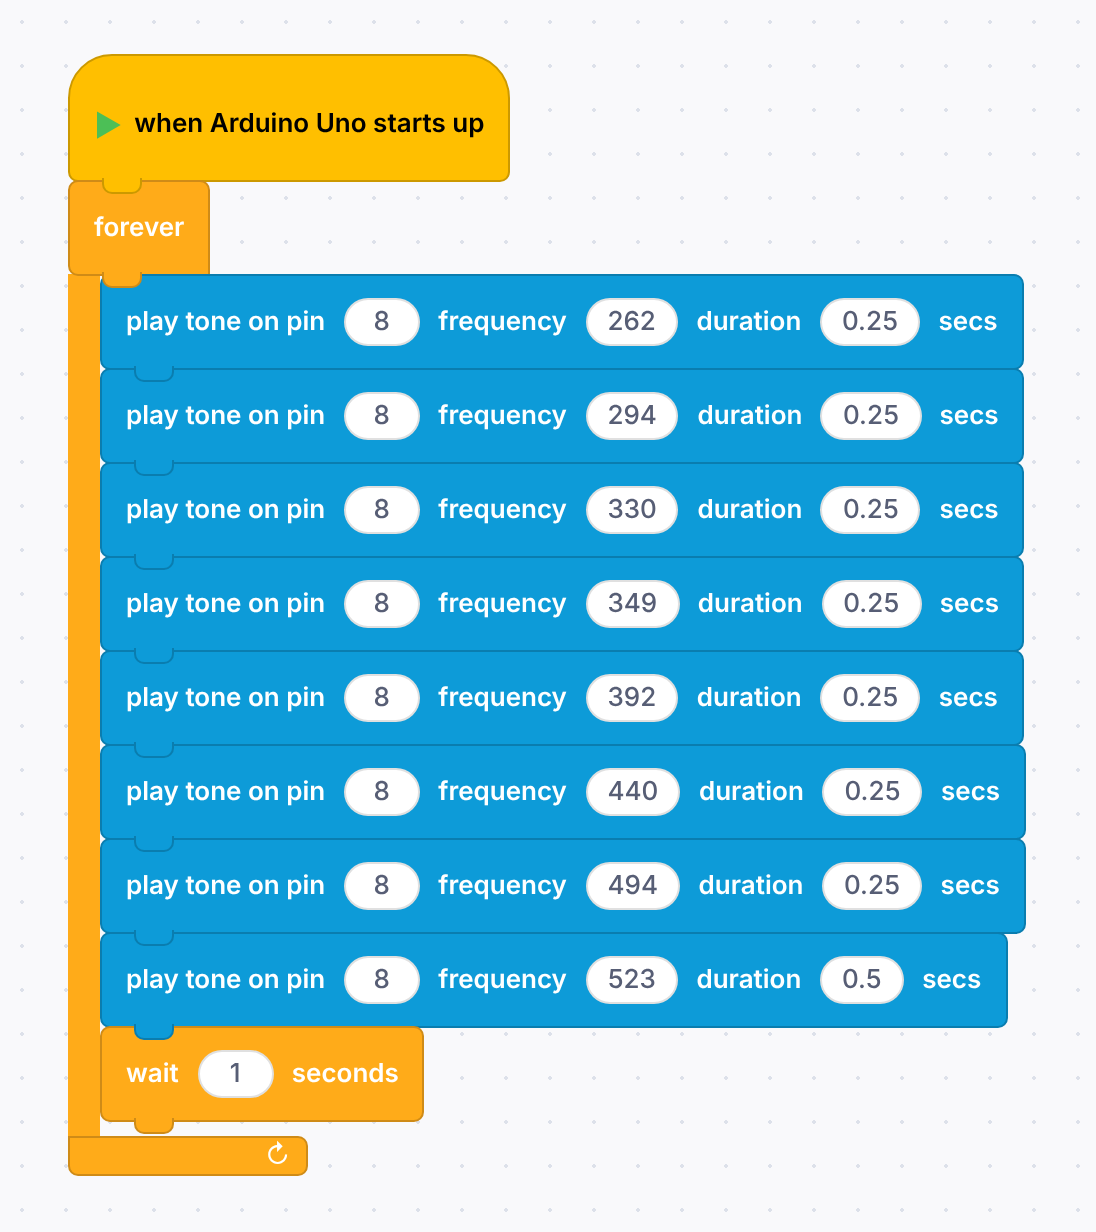 when Arduino Uno starts up
forever
play tone on pin 8 frequency 262 duration 0.25 secs
play tone on pin 8 frequency 294 duration 0.25 secs
play tone on pin 8 frequency 330 duration 0.25 secs
play tone on pin 8 frequency 349 duration 0.25 secs
play tone on pin 8 frequency 392 duration 0.25 secs
play tone on pin 8 frequency 440 duration 0.25 secs
play tone on pin 8 frequency 494 duration 0.25 secs
play tone on pin 8 frequency 523 duration 0.5 secs
wait 1 seconds